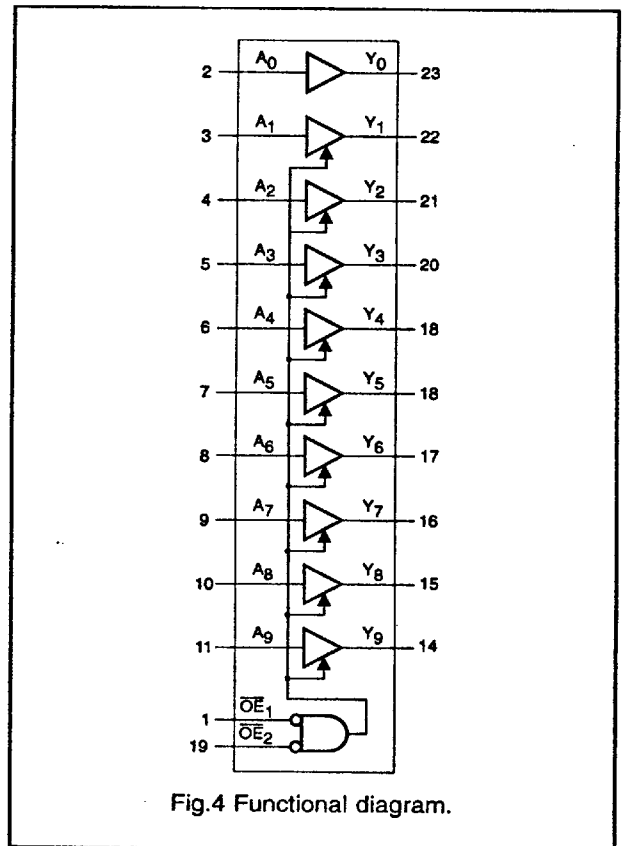 2 A0 Y0 23
3 A1 Y1 22
4 A2 Y2 21
5 A3 Y3 20
6 A4 Y4 18
7 A5 Y5 18
8 A6 Y6 17
9 A7 Y7 16
10 A8 Y8 15
11 A9 Y9 14
1 O̅E̅1
19 O̅E̅2
Fig.4 Functional diagram.